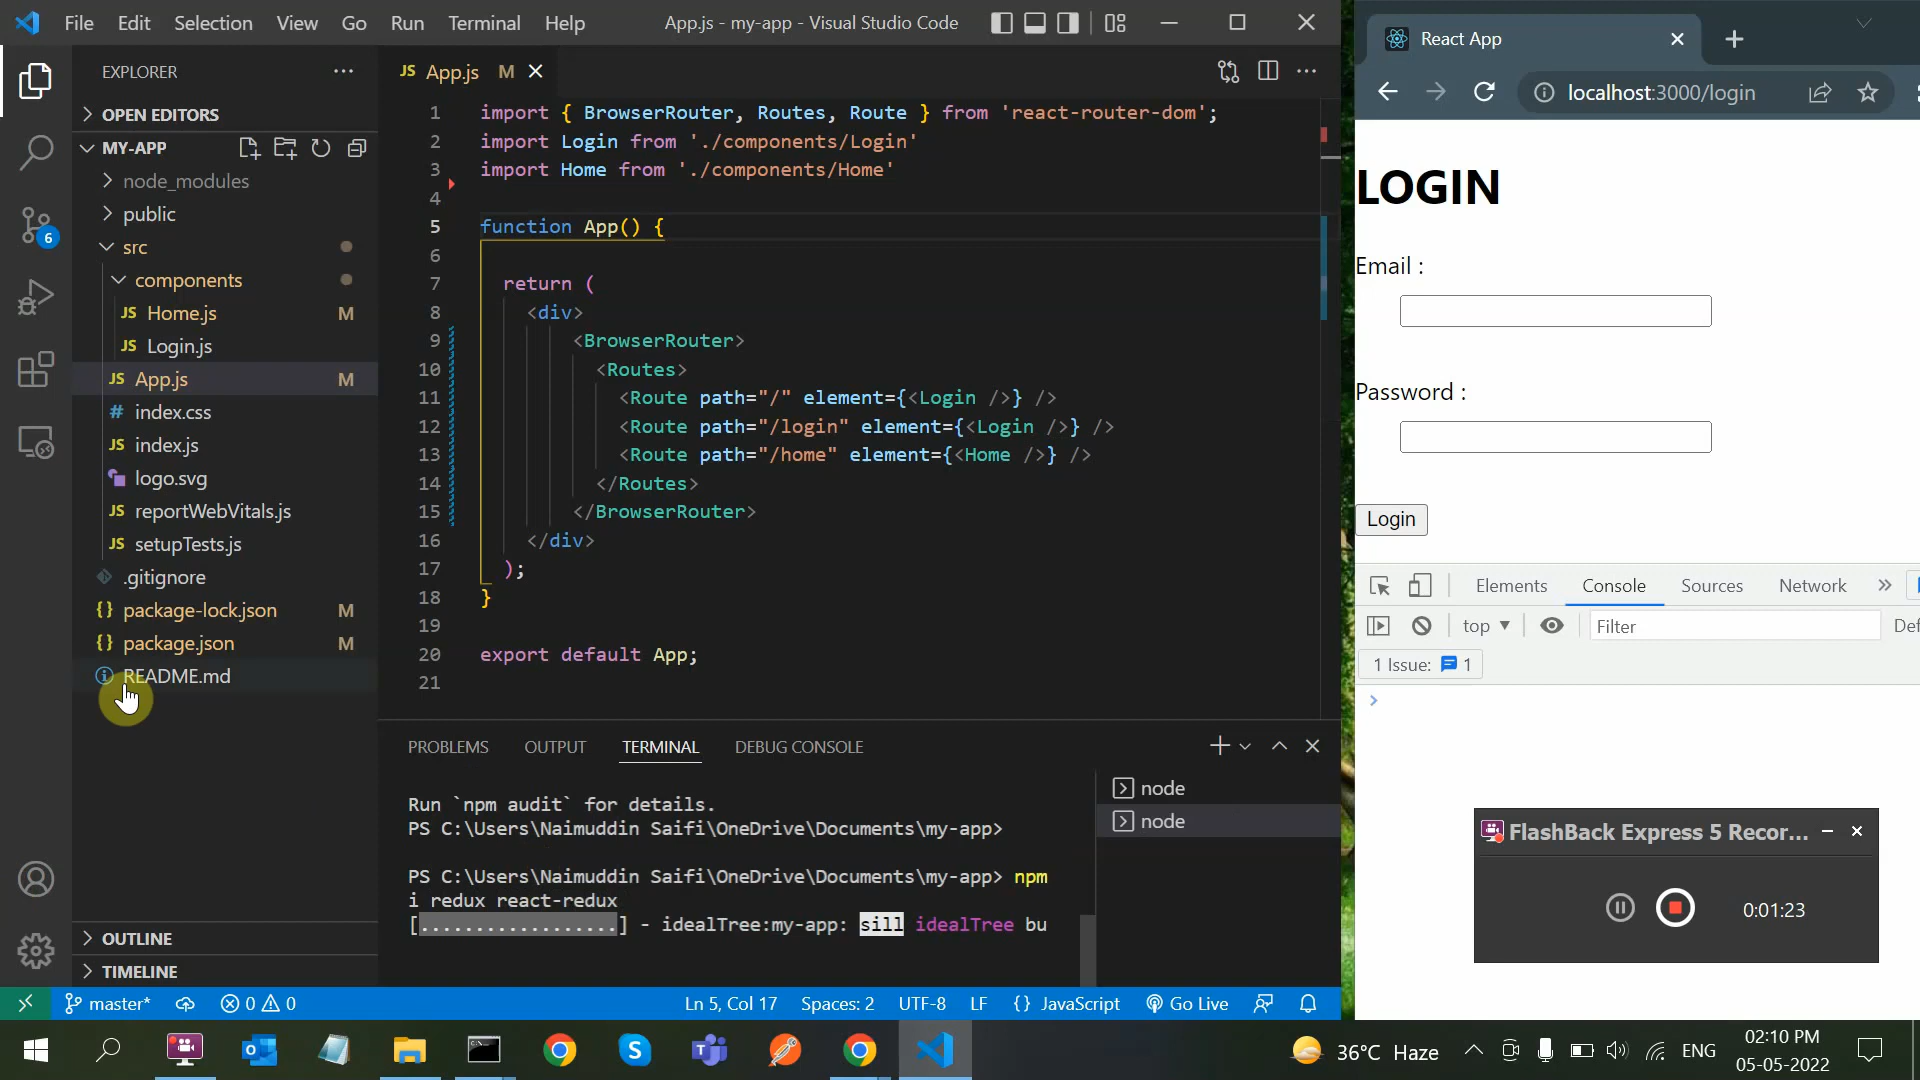 File Edit Selection View Go Run Terminal Help
App.js - my-app - Visual Studio Code
EXPLORER
OPEN EDITORS
MY-APP
node_modules
public
src
components
JS Home.js M
JS Login.js
JS App.js M
# index.css
JS index.js
logo.svg
JS reportWebVitals.js
JS setupTests.js
.gitignore
{} package-lock.json M
{} package.json M
README.md
OUTLINE
TIMELINE
6
JS App.js M
1 import { BrowserRouter, Routes, Route } from 'react-router-dom';
2 import Login from './components/Login'
3 import Home from './components/Home'
4
5 function App() {
6
7 return (
8 <div>
9 <BrowserRouter>
10 <Routes>
11 <Route path="/" element={<Login />} />
12 <Route path="/login" element={<Login />} />
13 <Route path="/home" element={<Home />} />
14 </Routes>
15 </BrowserRouter>
16 </div>
17 );
18 }
19
20 export default App;
21
PROBLEMS OUTPUT TERMINAL DEBUG CONSOLE
Run `npm audit` for details.
PS C:\Users\Naimuddin Saifi\OneDrive\Documents\my-app>
PS C:\Users\Naimuddin Saifi\OneDrive\Documents\my-app> npm
i redux react-redux
[..................] - idealTree:my-app: sill idealTree bu
node
node
master* 0 0 Ln 5, Col 17 Spaces: 2 UTF-8 LF {} JavaScript Go Live
React App
localhost:3000/login
LOGIN
Email :
Password :
Login
Elements Console Sources Network
top Filter Def
1 Issue: 1
FlashBack Express 5 Recor...
0:01:23
36°C Haze ENG
02:10 PM
05-05-2022